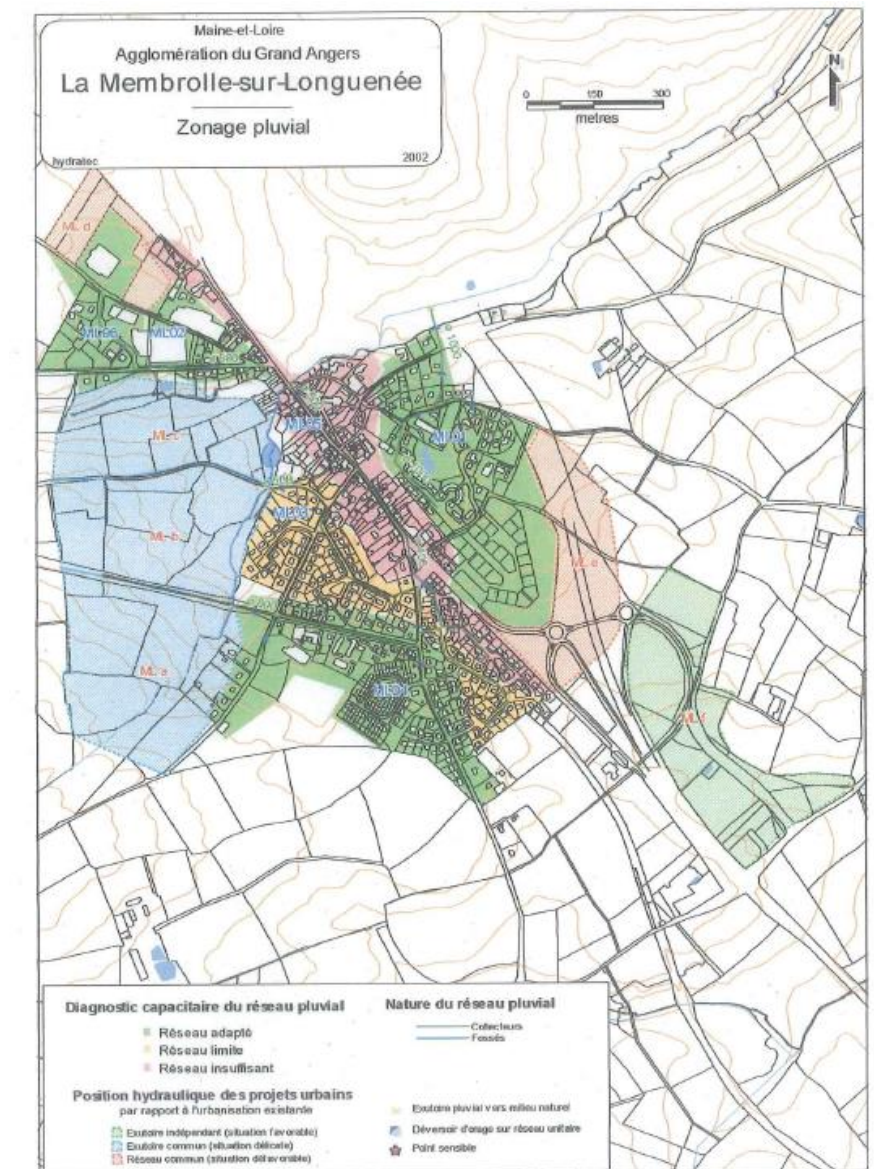 Maine-et-Loire
Agglomération du Grand Angers
La Membrolle-sur-Longuenée
Zonage pluvial
hydratec
2002
N
0 150 300
metres
ML d
ML06
ML02
ML c
ML05
ML03
ML b
ML e
ML a
ML01
ML f
Diagnostic capacitaire du réseau pluvial
Réseau adapté
Réseau limite
Réseau insuffisant
Nature du réseau pluvial
Collecteurs
Fossés
Position hydraulique des projets urbains
par rapport à l'urbanisation existante
Exutoire indépendant (situation favorable)
Exutoire commun (situation délicate)
Réseau commun (situation défavorable)
Exutoire pluvial vers milieu naturel
Déversoir d'orage sur réseau unitaire
Point sensible